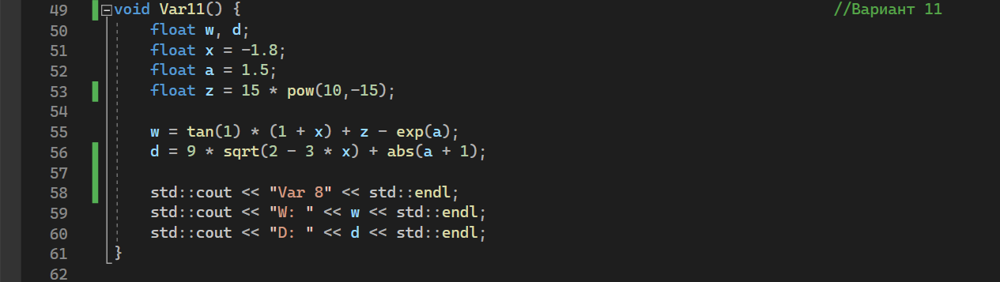 49 void Var11() { //Вариант 11
50 float w, d;
51 float x = -1.8;
52 float a = 1.5;
53 float z = 15 * pow(10,-15);
54
55 w = tan(1) * (1 + x) + z - exp(a);
56 d = 9 * sqrt(2 - 3 * x) + abs(a + 1);
57
58 std::cout << "Var 8" << std::endl;
59 std::cout << "W: " << w << std::endl;
60 std::cout << "D: " << d << std::endl;
61 }
62